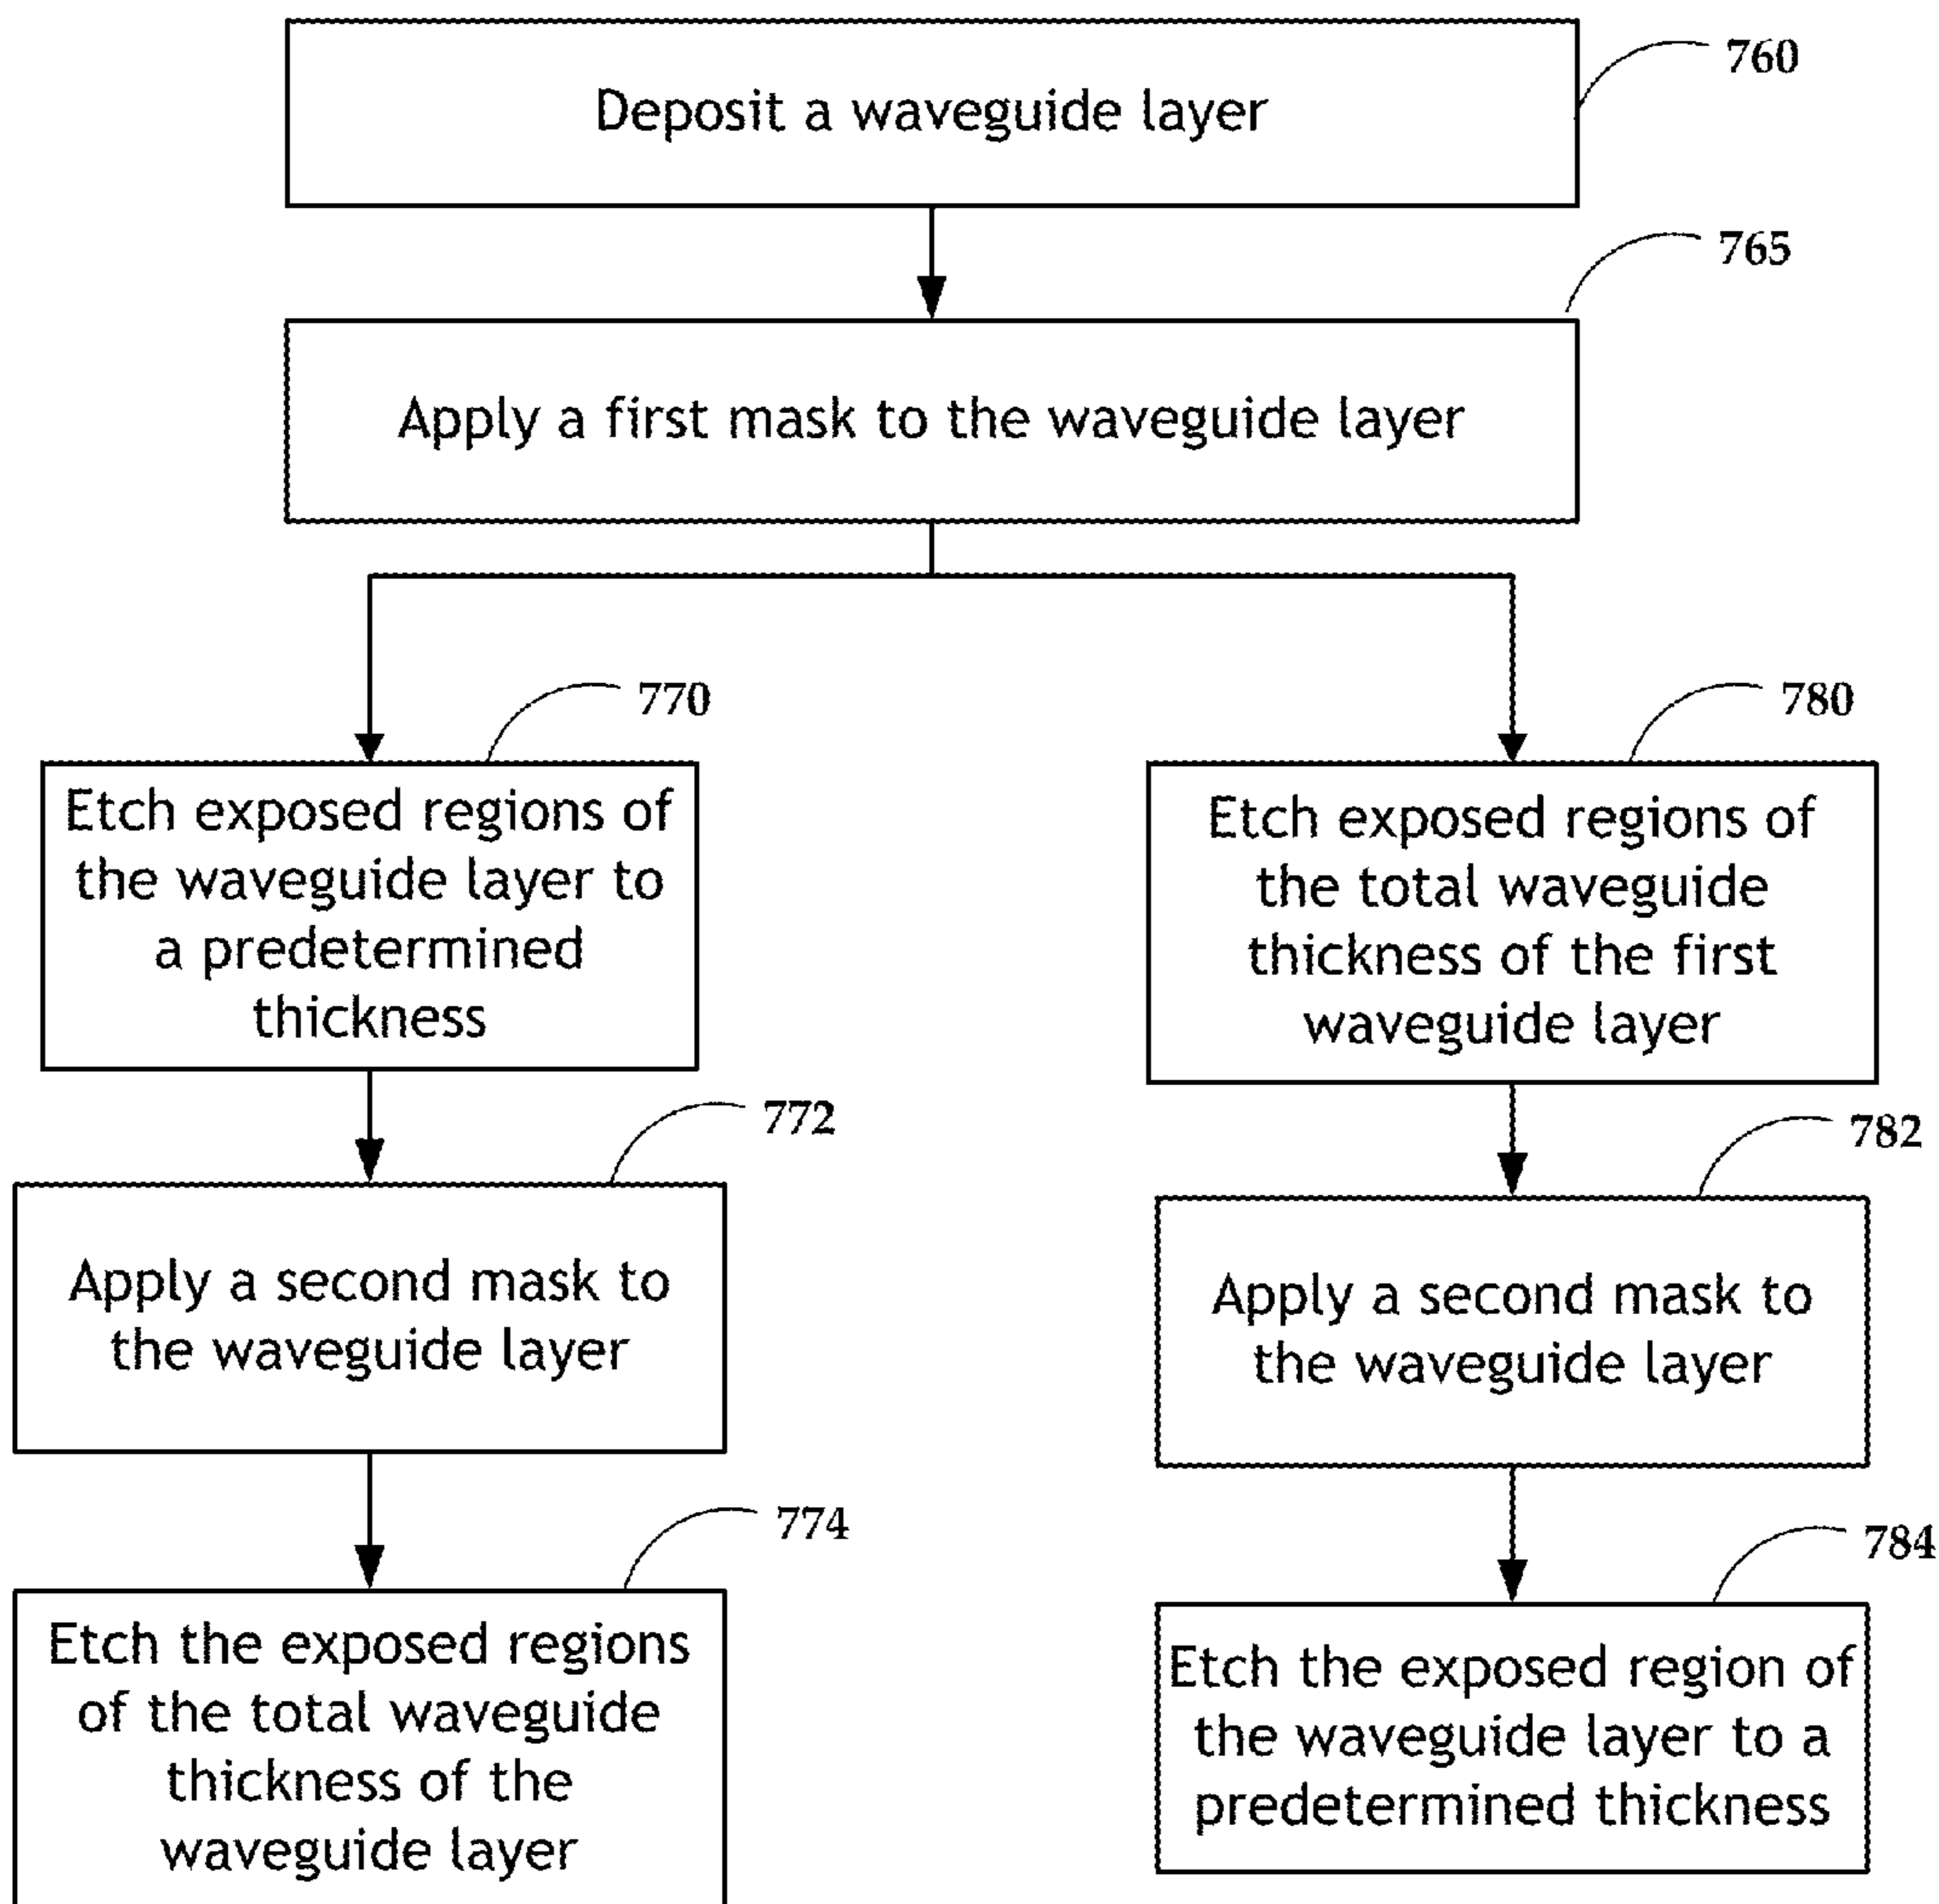 760
Deposit a waveguide layer
765
Apply a first mask to the waveguide layer
770
Etch exposed regions of
the waveguide layer to
a predetermined
thickness
772
Apply a second mask to
the waveguide layer
774
Etch the exposed regions
of the total waveguide
thickness of the
waveguide layer
780
Etch exposed regions of
the total waveguide
thickness of the first
waveguide layer
782
Apply a second mask to
the waveguide layer
784
Etch the exposed region of
the waveguide layer to a
predetermined thickness